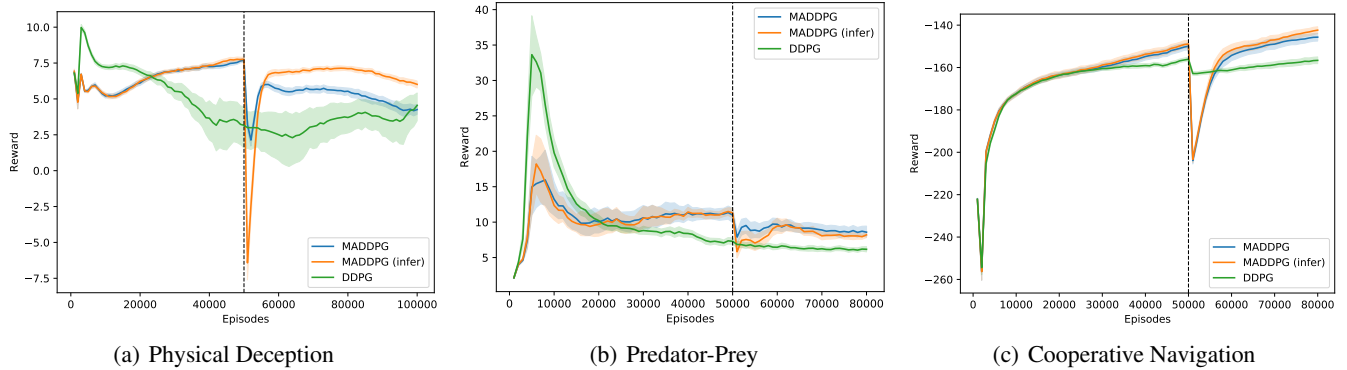 10.0
7.5
5.0
2.5
0.0
−2.5
−5.0
−7.5
Reward
0
20000
40000
60000
80000
100000
Episodes
MADDPG
MADDPG (infer)
DDPG
(a) Physical Deception
40
35
30
25
20
15
10
5
Reward
0
10000
20000
30000
40000
50000
60000
70000
80000
Episodes
MADDPG
MADDPG (infer)
DDPG
(b) Predator-Prey
−140
−160
−180
−200
−220
−240
−260
Reward
0
10000
20000
30000
40000
50000
60000
70000
80000
Episodes
MADDPG
MADDPG (infer)
DDPG
(c) Cooperative Navigation